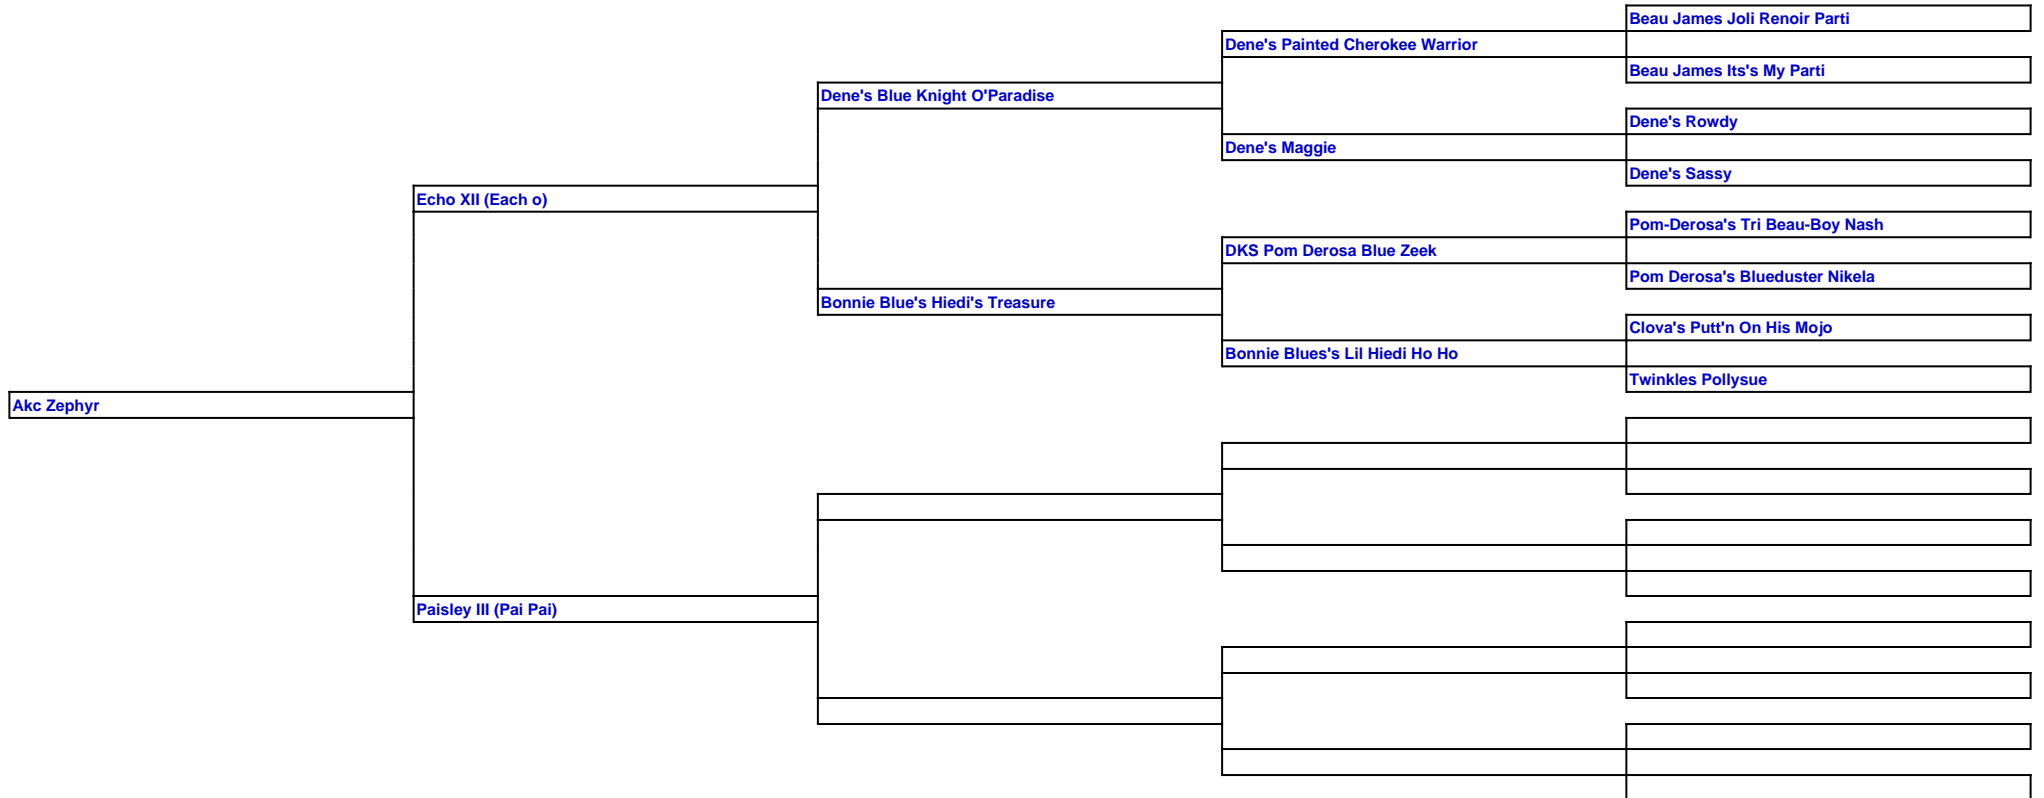 Beau James Joli Renoir Parti
Dene's Painted Cherokee Warrior
Beau James Its's My Parti
Dene's Blue Knight O'Paradise
Dene's Rowdy
Dene's Maggie
Dene's Sassy
Echo XII (Each o)
Pom-Derosa's Tri Beau-Boy Nash
DKS Pom Derosa Blue Zeek
Pom Derosa's Blueduster Nikela
Bonnie Blue's Hiedi's Treasure
Clova's Putt'n On His Mojo
Bonnie Blues's Lil Hiedi Ho Ho
Twinkles Pollysue
Akc Zephyr
Paisley III (Pai Pai)